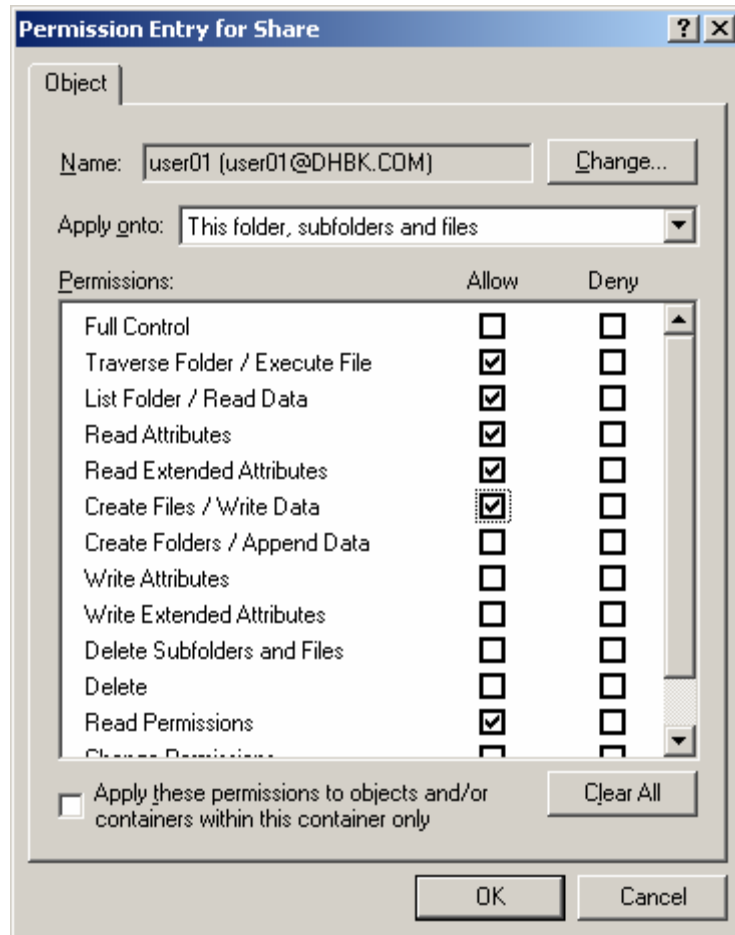 Permission Entry for Share
Object
Name: user01 (user01@DHBK.COM) Change...
Apply onto: This folder, subfolders and files
Permissions: Allow Deny
Full Control
Traverse Folder / Execute File
List Folder / Read Data
Read Attributes
Read Extended Attributes
Create Files / Write Data
Create Folders / Append Data
Write Attributes
Write Extended Attributes
Delete Subfolders and Files
Delete
Read Permissions
Change Permissions
Apply these permissions to objects and/or
containers within this container only
Clear All
OK Cancel